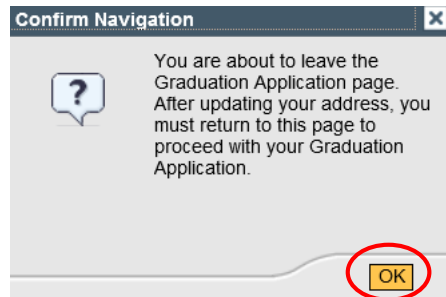 Confirm Navigation
You are about to leave the
Graduation Application page.
After updating your address, you
must return to this page to
proceed with your Graduation
Application.
OK